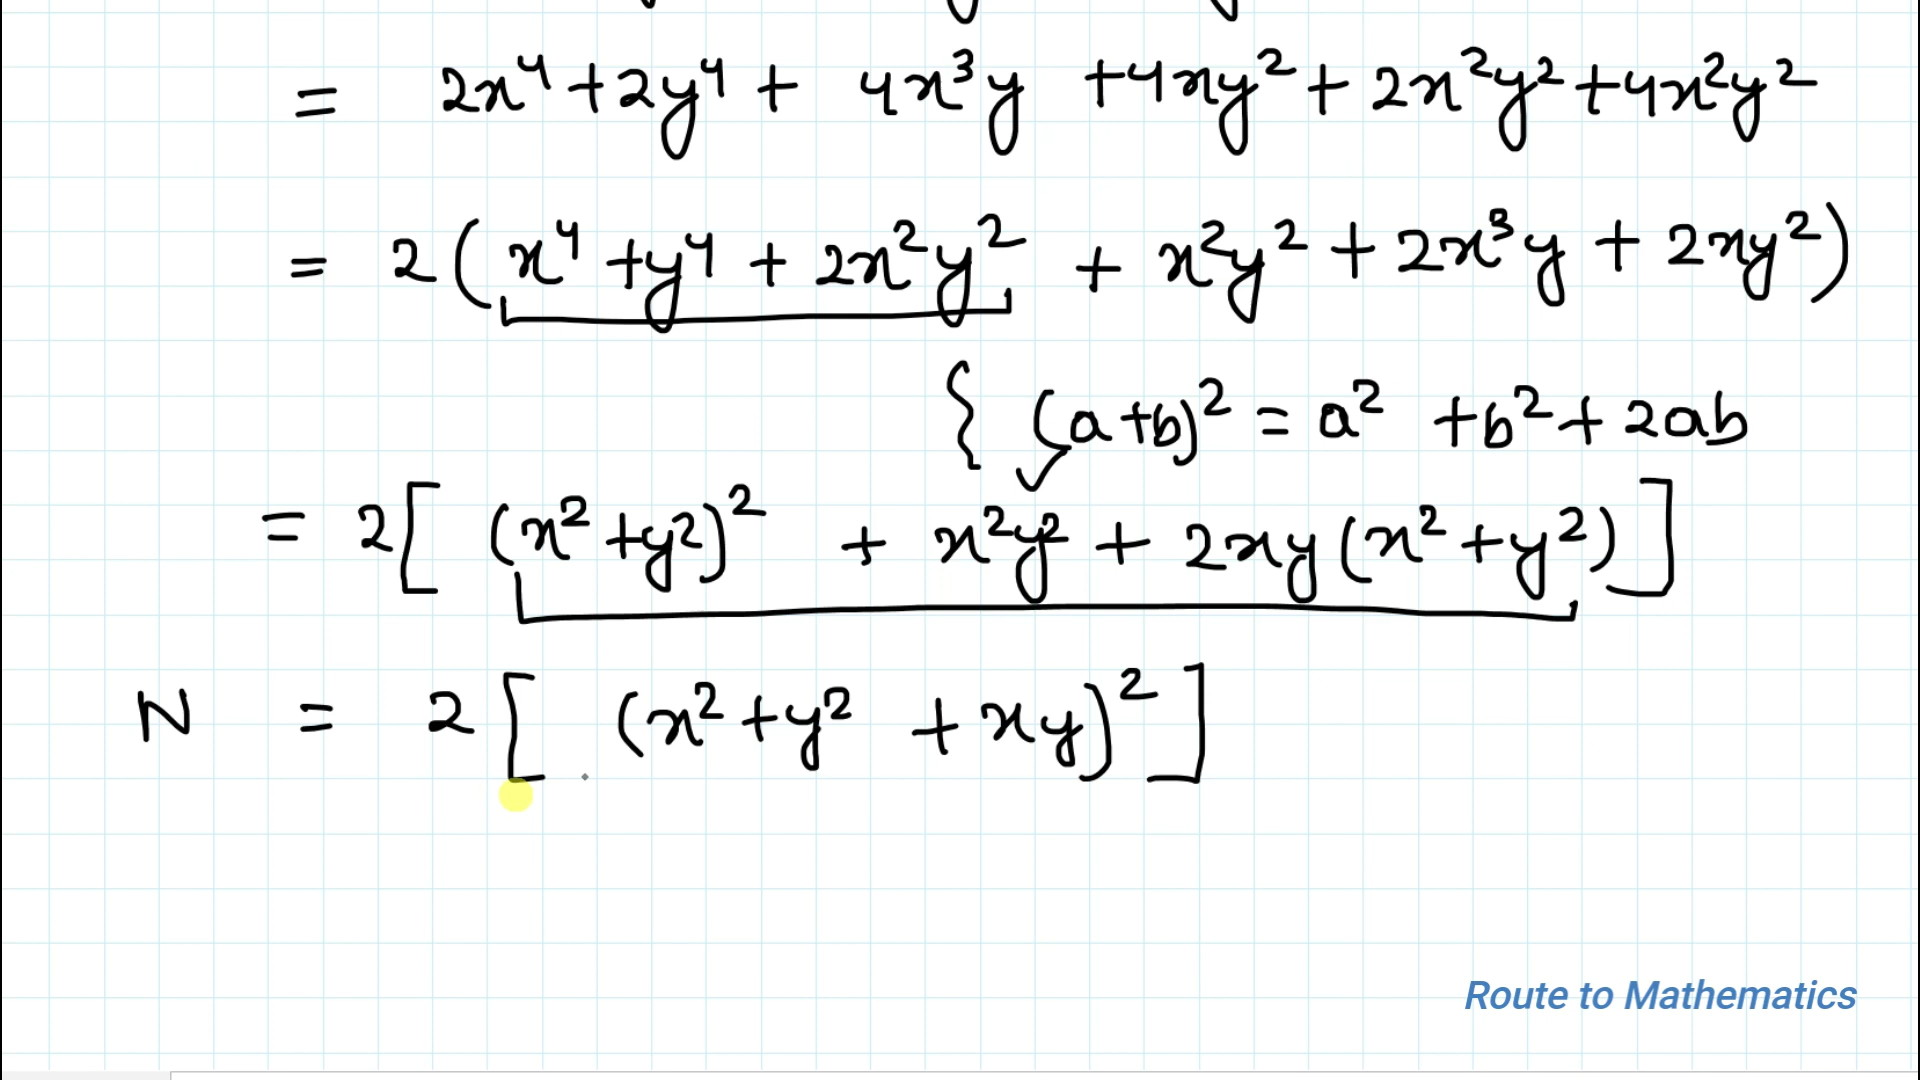 = 2x⁴ + 2y⁴ + 4x³y + 4xy² + 2x²y² + 4x²y²
= 2 ( x⁴ + y⁴ + 2x²y² + x²y² + 2x³y + 2xy² )
{ (a+b)² = a² + b² + 2ab
= 2 [ (x² + y²)² + x²y² + 2xy (x² + y²) ]
N = 2 [ (x² + y² + xy)² ]
Route to Mathematics